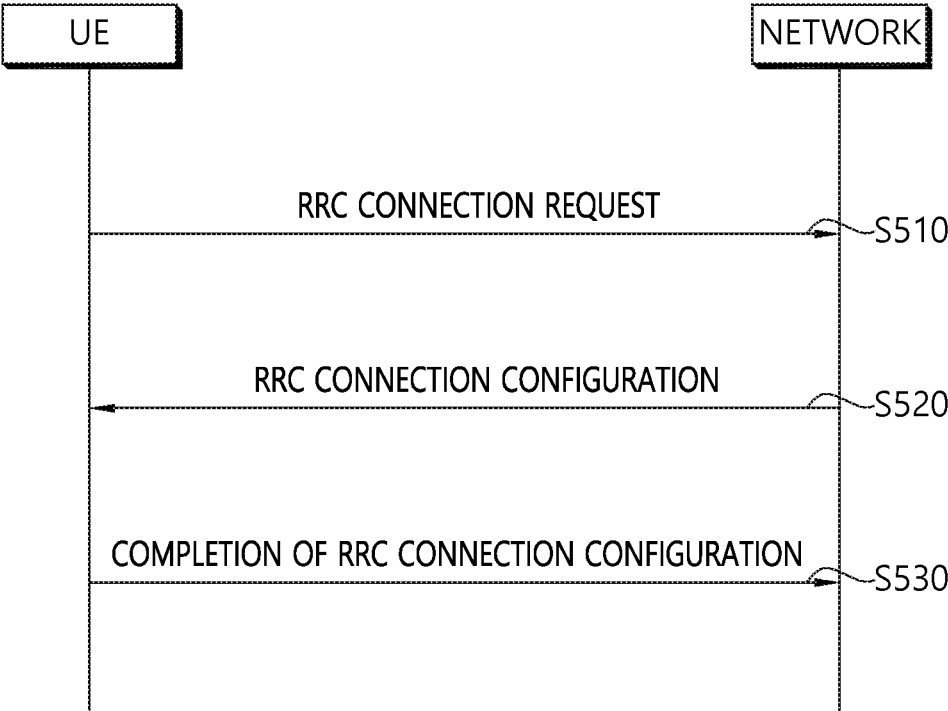 UE
NETWORK
RRC CONNECTION REQUEST
S510
RRC CONNECTION CONFIGURATION
S520
COMPLETION OF RRC CONNECTION CONFIGURATION
S530